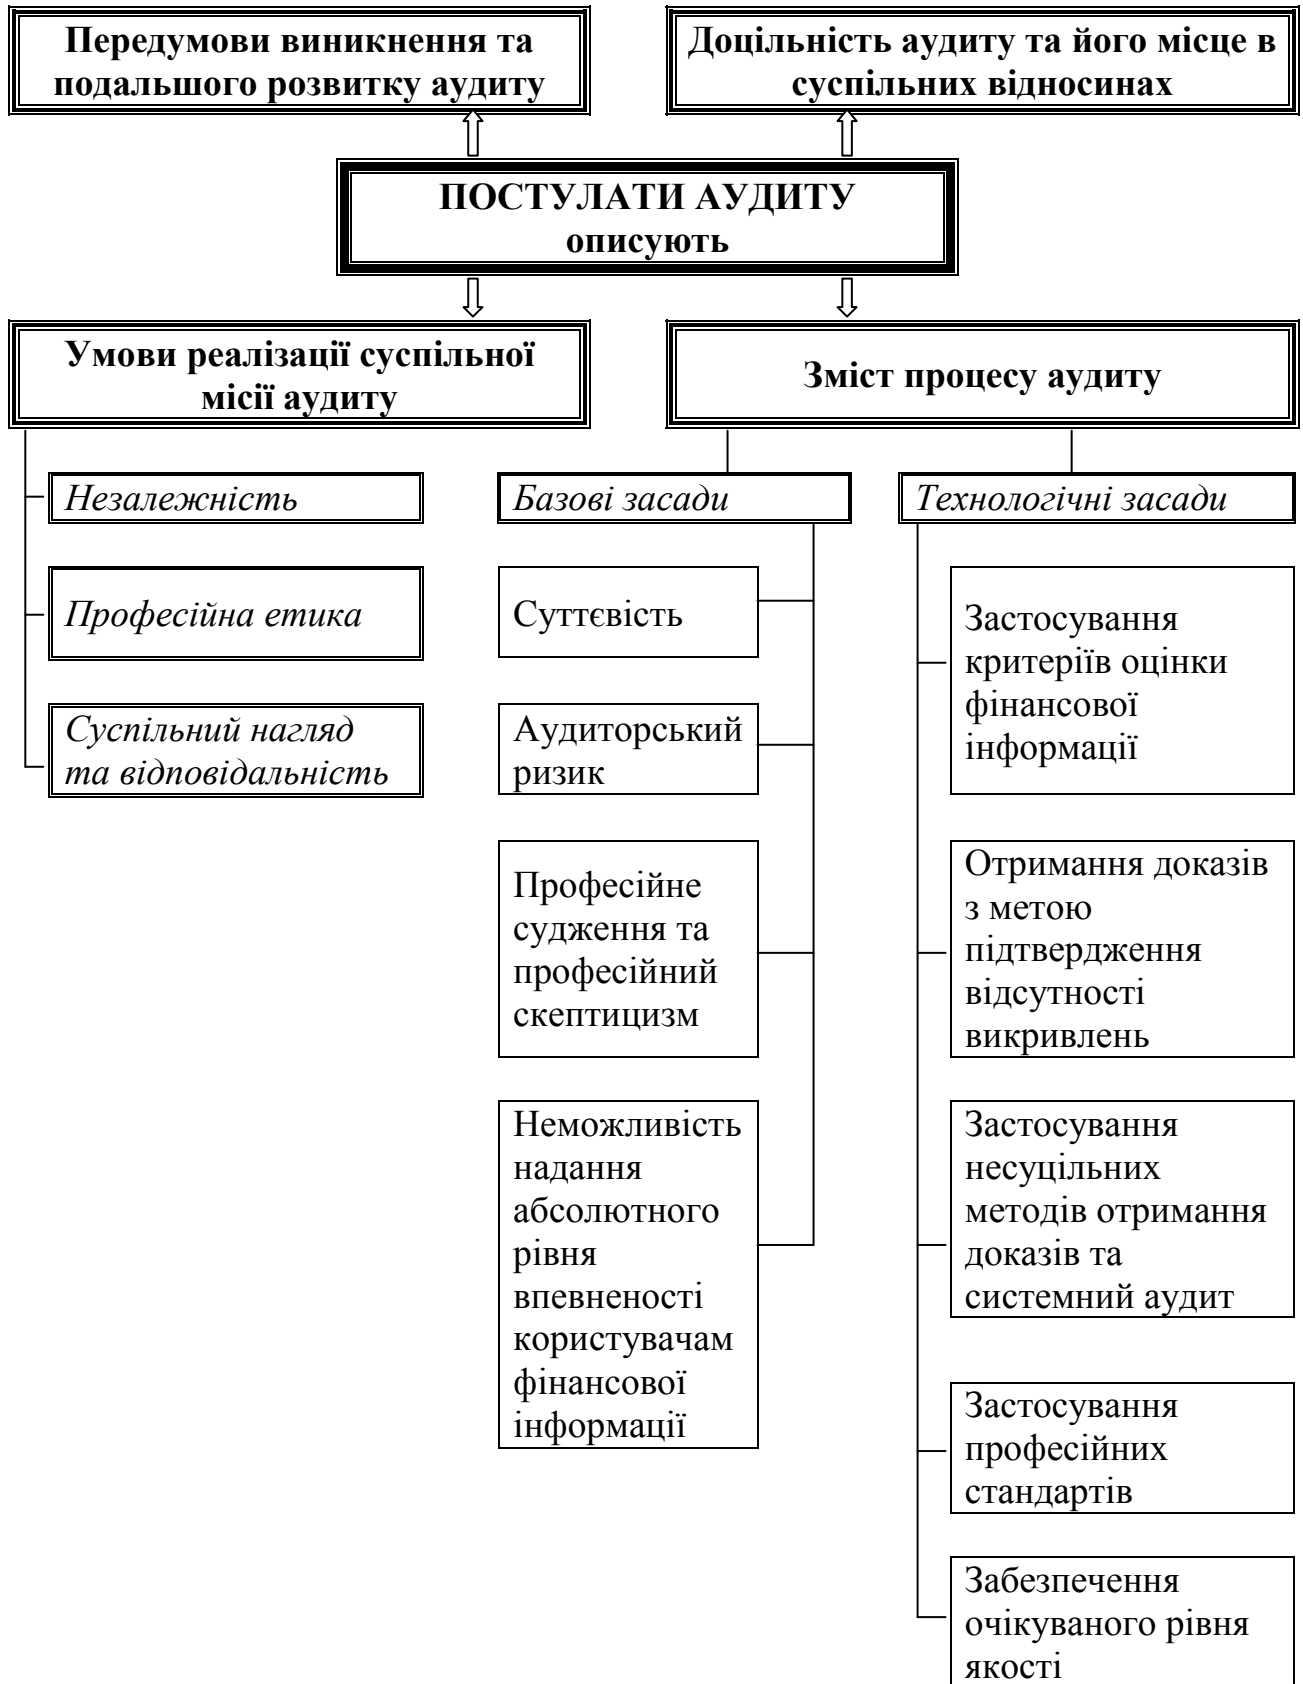 Передумови виникнення та
подальшого розвитку аудиту
Доцільність аудиту та його місце в
суспільних відносинах
ПОСТУЛАТИ АУДИТУ
описують
Умови реалізації суспільної
місії аудиту
Зміст процесу аудиту
Незалежність
Професійна етика
Суспільний нагляд
та відповідальність
Базові засади
Суттєвість
Аудиторський
ризик
Професійне
судження та
професійний
скептицизм
Неможливість
надання
абсолютного
рівня
впевненості
користувачам
фінансової
інформації
Технологічні засади
Застосування
критеріїв оцінки
фінансової
інформації
Отримання доказів
з метою
підтвердження
відсутності
викривлень
Застосування
несуцільних
методів отримання
доказів та
системний аудит
Застосування
професійних
стандартів
Забезпечення
очікуваного рівня
якості